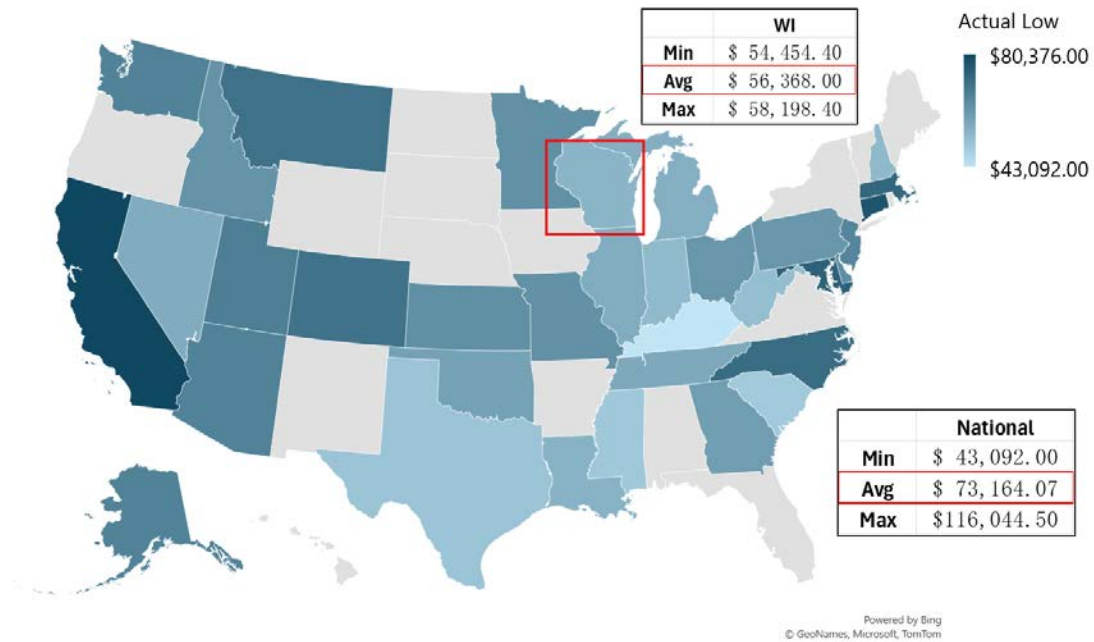 WI
Min $ 54,454.40
Avg $ 56,368.00
Max $ 58,198.40
Actual Low
$80,376.00
$43,092.00
National
Min $ 43,092.00
Avg $ 73,164.07
Max $116,044.50
Powered by Bing
© GeoNames, Microsoft, TomTom